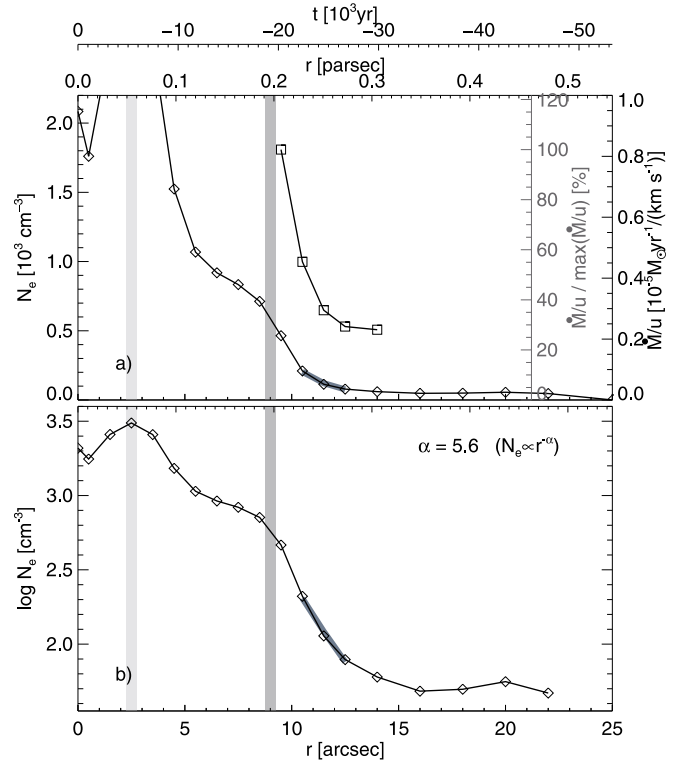 t [10³yr]
0 −10 −20 −30 −40 −50
r [parsec]
0.0 0.1 0.2 0.3 0.4 0.5
Nₑ [10³ cm⁻³]
2.0
1.5
1.0
0.5
0.0
a)
120
100
80
60
40
20
0
Ṁ/u / max(Ṁ/u) [%]
1.0
0.8
0.6
0.4
0.2
0.0
Ṁ/u [10⁻⁵M☉yr⁻¹/(km s⁻¹)]
log Nₑ [cm⁻³]
3.5
3.0
2.5
2.0
α = 5.6 (Nₑ∝r⁻ᵅ)
b)
0 5 10 15 20 25
r [arcsec]